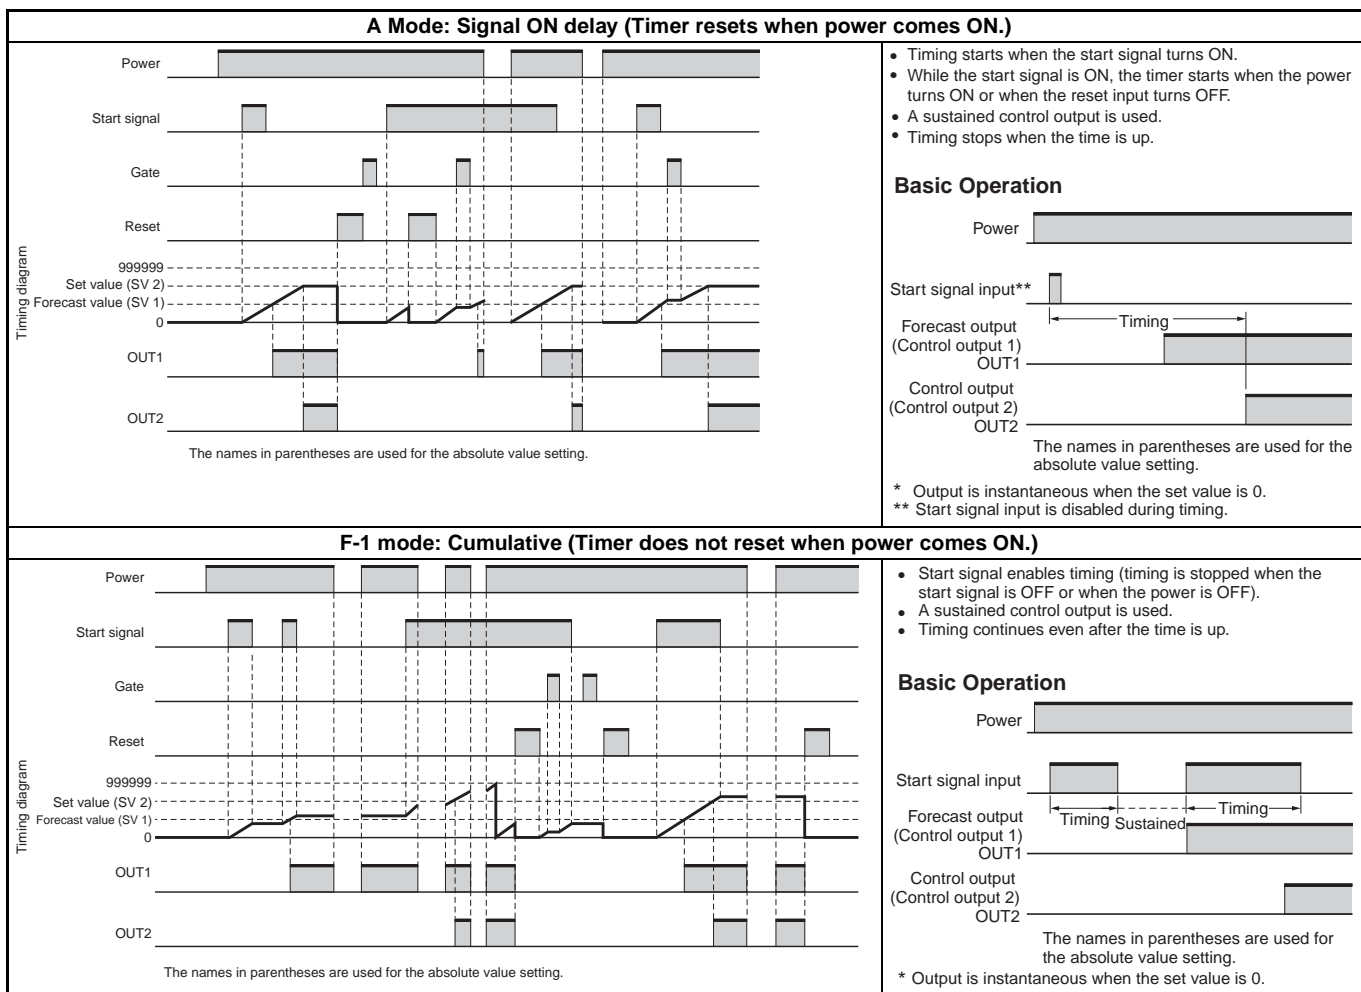 A Mode: Signal ON delay (Timer resets when power comes ON.)
Timing diagram
Power
Start signal
Gate
Reset
999999
Set value (SV 2)
Forecast value (SV 1)
0
OUT1
OUT2
The names in parentheses are used for the absolute value setting.
• Timing starts when the start signal turns ON.
• While the start signal is ON, the timer starts when the power
turns ON or when the reset input turns OFF.
• A sustained control output is used.
• Timing stops when the time is up.
Basic Operation
Power
Start signal input**
Timing
Forecast output
(Control output 1)
OUT1
Control output
(Control output 2)
OUT2
The names in parentheses are used for the
absolute value setting.
* Output is instantaneous when the set value is 0.
** Start signal input is disabled during timing.
F-1 mode: Cumulative (Timer does not reset when power comes ON.)
Timing diagram
Power
Start signal
Gate
Reset
999999
Set value (SV 2)
Forecast value (SV 1)
0
OUT1
OUT2
The names in parentheses are used for the absolute value setting.
• Start signal enables timing (timing is stopped when the
start signal is OFF or when the power is OFF).
• A sustained control output is used.
• Timing continues even after the time is up.
Basic Operation
Power
Start signal input
Timing Sustained Timing
Forecast output
(Control output 1)
OUT1
Control output
(Control output 2)
OUT2
The names in parentheses are used for
the absolute value setting.
* Output is instantaneous when the set value is 0.